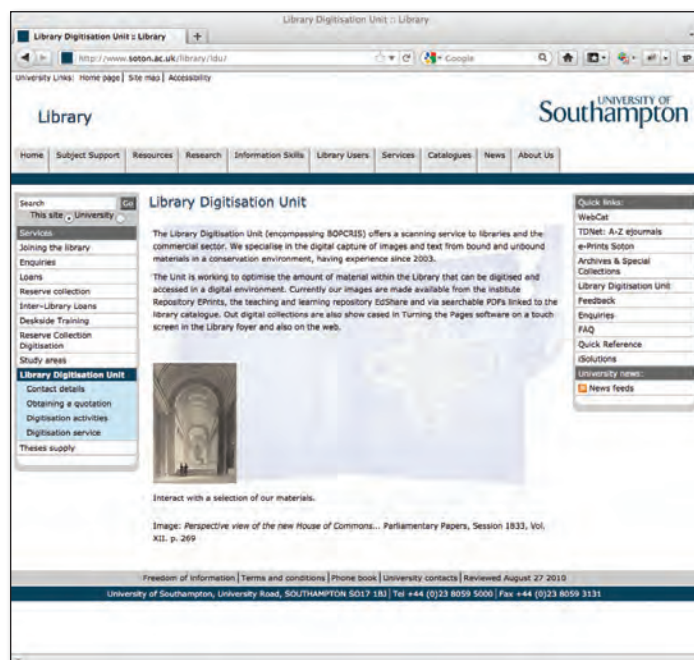 Library Digitisation Unit :: Library
Library Digitisation Unit :: Library +
http://www.soton.ac.uk/library/ldu/ Google
University Links: Home page | Site map | Accessibility
Library
UNIVERSITY OF
Southampton
Home Subject Support Resources Research Information Skills Library Users Services Catalogues News About Us
Search Go
This site University
Services
Joining the library
Enquiries
Loans
Reserve collection
Inter-Library Loans
Deskside Training
Reserve Collection
Digitisation
Study areas
Library Digitisation Unit
Contact details
Obtaining a quotation
Digitisation activities
Digitisation service
Theses supply
Library Digitisation Unit
The Library Digitisation Unit (encompassing BOPCRIS) offers a scanning service to libraries and the
commercial sector. We specialise in the digital capture of images and text from bound and unbound
materials in a conservation environment, having experience since 2003.
The Unit is working to optimise the amount of material within the Library that can be digitised and
accessed in a digital environment. Currently our images are made available from the institute
Repository EPrints, the teaching and learning repository EdShare and via searchable PDFs linked to the
library catalogue. Out digital collections are also show cased in Turning the Pages software on a touch
screen in the Library foyer and also on the web.
Interact with a selection of our materials.
Image: Perspective view of the new House of Commons... Parliamentary Papers, Session 1833, Vol.
XII. p. 269
Quick links:
WebCat
TDNet: A-Z ejournals
e-Prints Soton
Archives & Special
Collections
Library Digitisation Unit
Feedback
Enquiries
FAQ
Quick Reference
iSolutions
University news:
News feeds
Freedom of information | Terms and conditions | Phone book | University contacts | Reviewed August 27 2010
University of Southampton, University Road, SOUTHAMPTON SO17 1BJ | Tel +44 (0)23 8059 5000 | Fax +44 (0)23 8059 3131